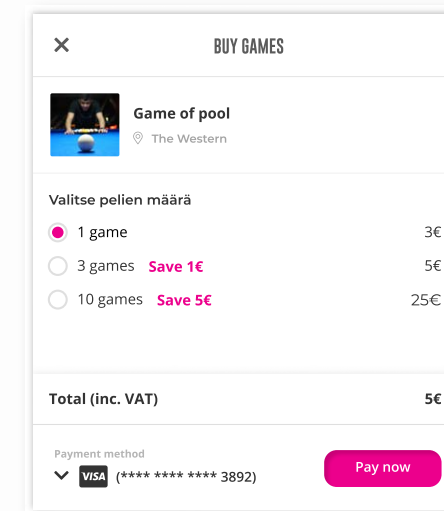 BUY GAMES
Game of pool
The Western
Valitse pelien määrä
1 game 3€
3 games Save 1€ 5€
10 games Save 5€ 25€
Total (inc. VAT) 5€
Payment method
VISA (**** **** **** 3892)
Pay now